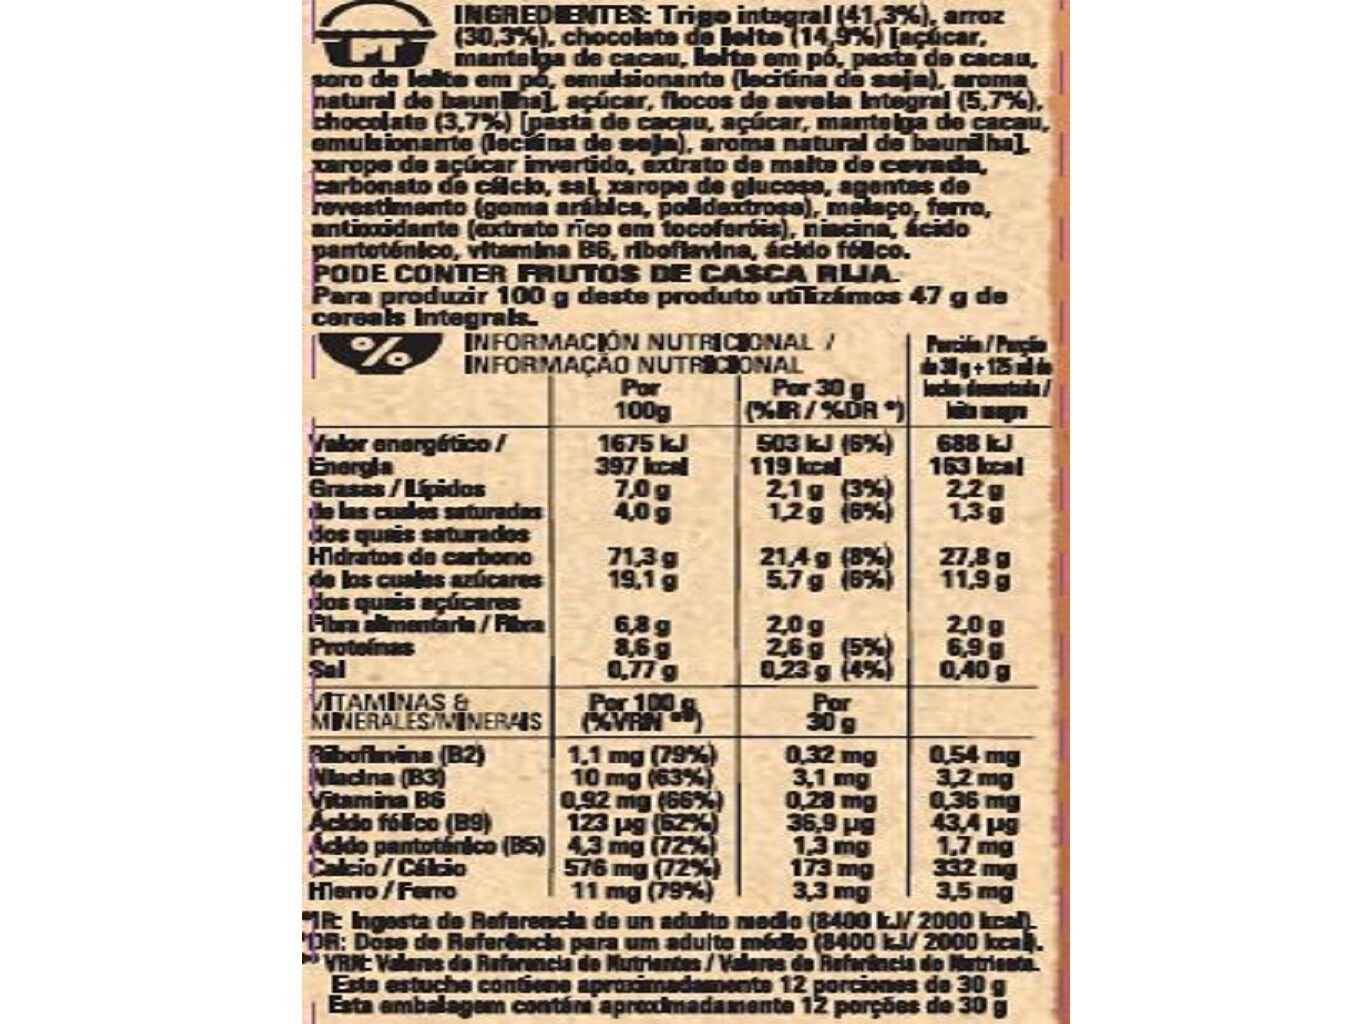 PT
INGREDIENTES: Trigo integral (41,3%), arroz
(30,3%), chocolate de leite (14,9%) [açúcar,
manteiga de cacau, leite em pó, pasta de cacau,
soro de leite em pó, emulsionante (lecitina de soja), aroma
natural de baunilha], açúcar, flocos de aveia integral (5,7%),
chocolate (3,7%) [pasta de cacau, açúcar, manteiga de cacau,
emulsionante (lecitina de soja), aroma natural de baunilha],
xarope de açúcar invertido, extrato de malte de cevada,
carbonato de cálcio, sal, xarope de glucose, agentes de
revestimento (goma arábica, polidextrose), melaço, ferro,
antioxidante (extrato rico em tocoferóis), niacina, ácido
pantoténico, vitamina B6, riboflavina, ácido fólico.
PODE CONTER FRUTOS DE CASCA RIJA.
Para produzir 100 g deste produto utilizámos 47 g de
cereais integrais.
%
INFORMACIÓN NUTRICIONAL /
INFORMAÇÃO NUTRICIONAL
Por
100g
Por 30 g
(%IR / %DR *)
Porción / Porção
de 30 g + 125 ml de
leche desnatada /
leite magro
Valor energético / 1675 kJ 503 kJ (6%) 688 kJ
Energia 397 kcal 119 kcal 163 kcal
Grasas / Lípidos 7,0 g 2,1 g (3%) 2,2 g
de las cuales saturadas 4,0 g 1,2 g (6%) 1,3 g
dos quais saturados
Hidratos de carbono 71,3 g 21,4 g (8%) 27,8 g
de los cuales azúcares 19,1 g 5,7 g (6%) 11,9 g
dos quais açúcares
Fibra alimentaria / Fibra 6,8 g 2,0 g 2,0 g
Proteínas 8,6 g 2,6 g (5%) 6,9 g
Sal 0,77 g 0,23 g (4%) 0,40 g
VITAMINAS & Por 100 g Por
MINERALES/MINERAIS (%VRN **) 30 g
Riboflavina (B2) 1,1 mg (79%) 0,32 mg 0,54 mg
Niacina (B3) 10 mg (63%) 3,1 mg 3,2 mg
Vitamina B6 0,92 mg (66%) 0,28 mg 0,36 mg
Ácido fólico (B9) 123 µg (62%) 36,9 µg 43,4 µg
Ácido pantoténico (B5) 4,3 mg (72%) 1,3 mg 1,7 mg
Calcio / Cálcio 576 mg (72%) 173 mg 332 mg
Hierro / Ferro 11 mg (79%) 3,3 mg 3,5 mg
*IR: Ingesta de Referencia de un adulto medio (8400 kJ/ 2000 kcal).
*DR: Dose de Referência para um adulto médio (8400 kJ/ 2000 kcal).
** VRN: Valores de Referencia de Nutrientes / Valores de Referência do Nutriente.
Este estuche contiene aproximadamente 12 porciones de 30 g
Esta embalagem contém aproximadamente 12 porções de 30 g